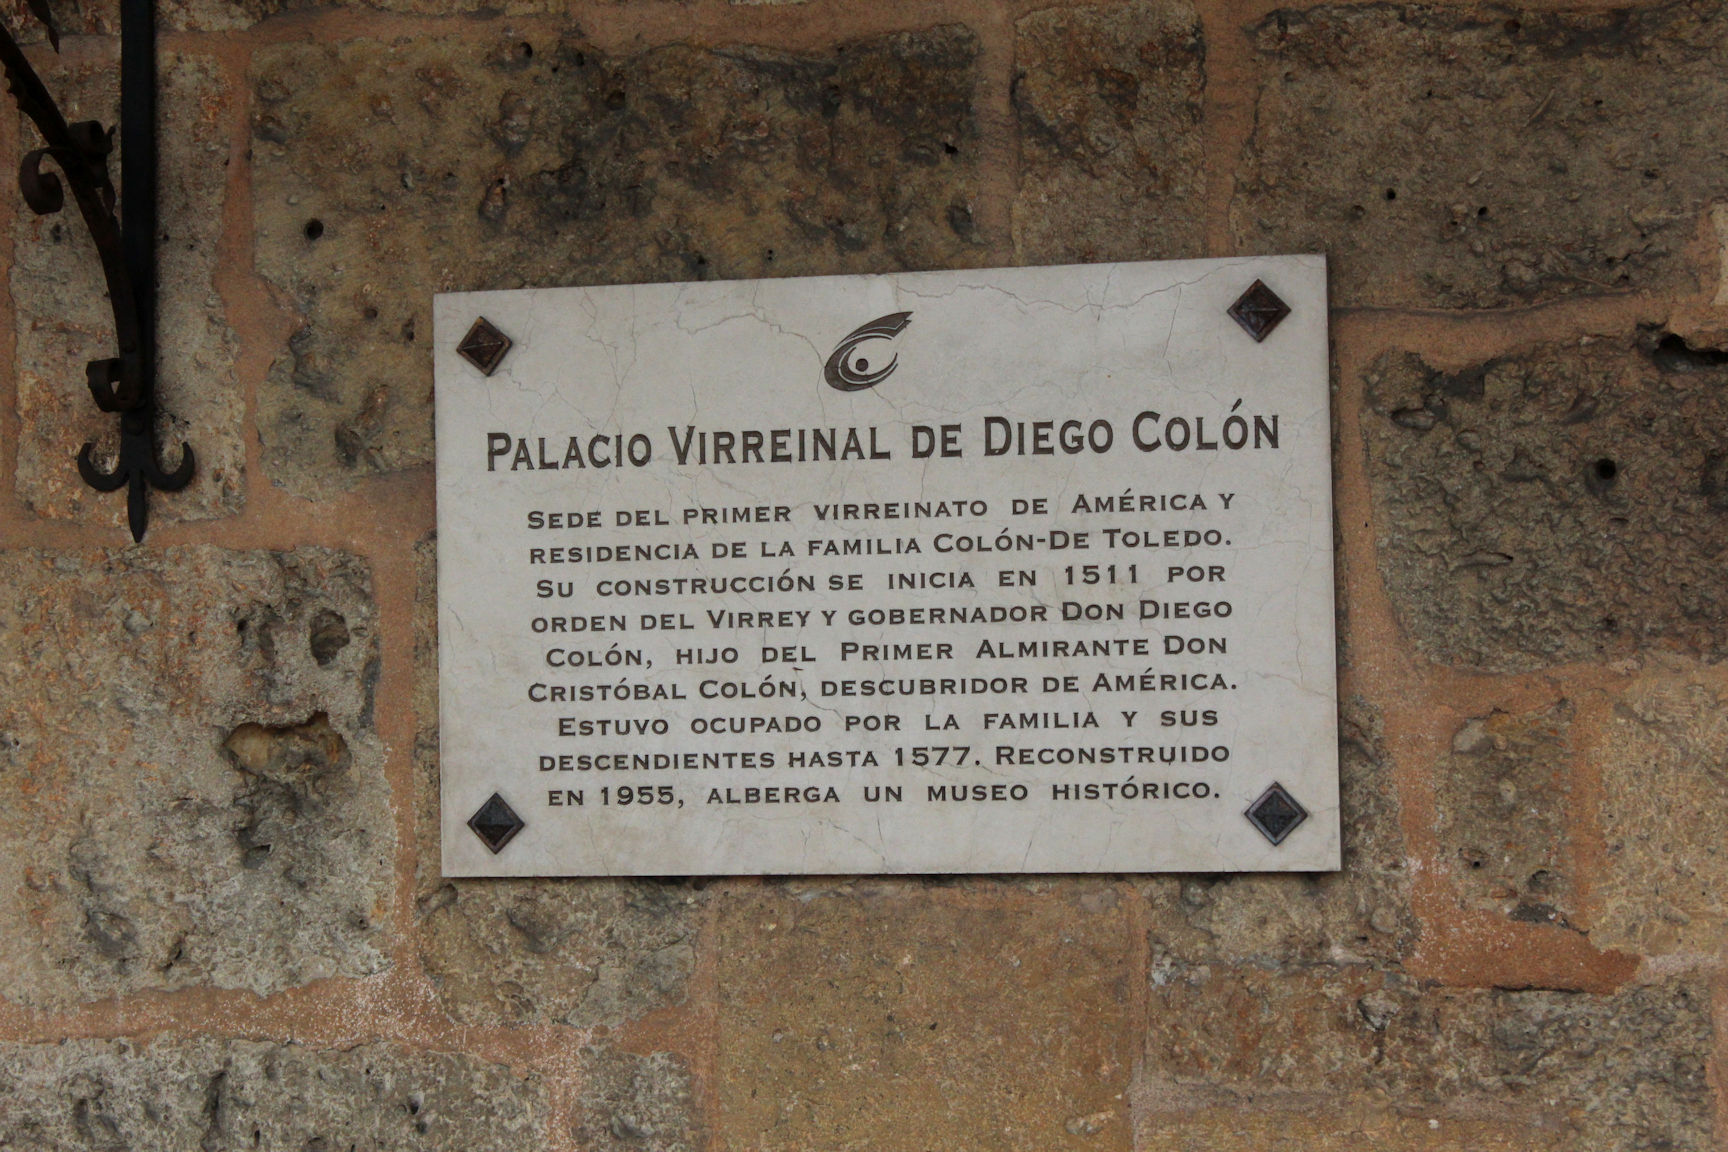 Palacio Virreinal de Diego Colón
Sede del primer virreinato de América y
residencia de la familia Colón-De Toledo.
Su construcción se inicia en 1511 por
orden del Virrey y gobernador Don Diego
Colón, hijo del Primer Almirante Don
Cristóbal Colón, descubridor de América.
Estuvo ocupado por la familia y sus
descendientes hasta 1577. Reconstruido
en 1955, alberga un museo histórico.